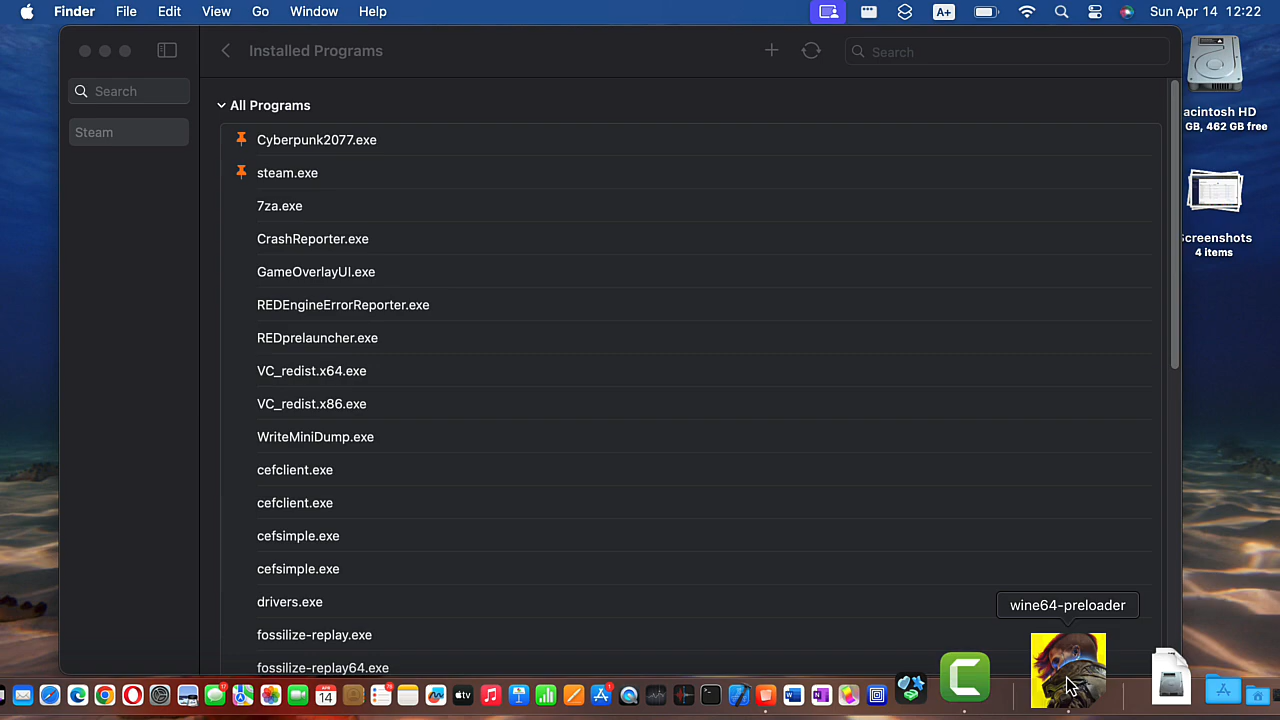 Finder File Edit View Go Window Help A+ Sun Apr 14 12:22
Installed Programs
Search
Search
Steam
All Programs
Cyberpunk2077.exe
steam.exe
7za.exe
CrashReporter.exe
GameOverlayUI.exe
REDEngineErrorReporter.exe
REDprelauncher.exe
VC_redist.x64.exe
VC_redist.x86.exe
WriteMiniDump.exe
cefclient.exe
cefclient.exe
cefsimple.exe
cefsimple.exe
drivers.exe
fossilize-replay.exe
fossilize-replay64.exe
acintosh HD
GB, 462 GB free
Screenshots
4 items
wine64-preloader